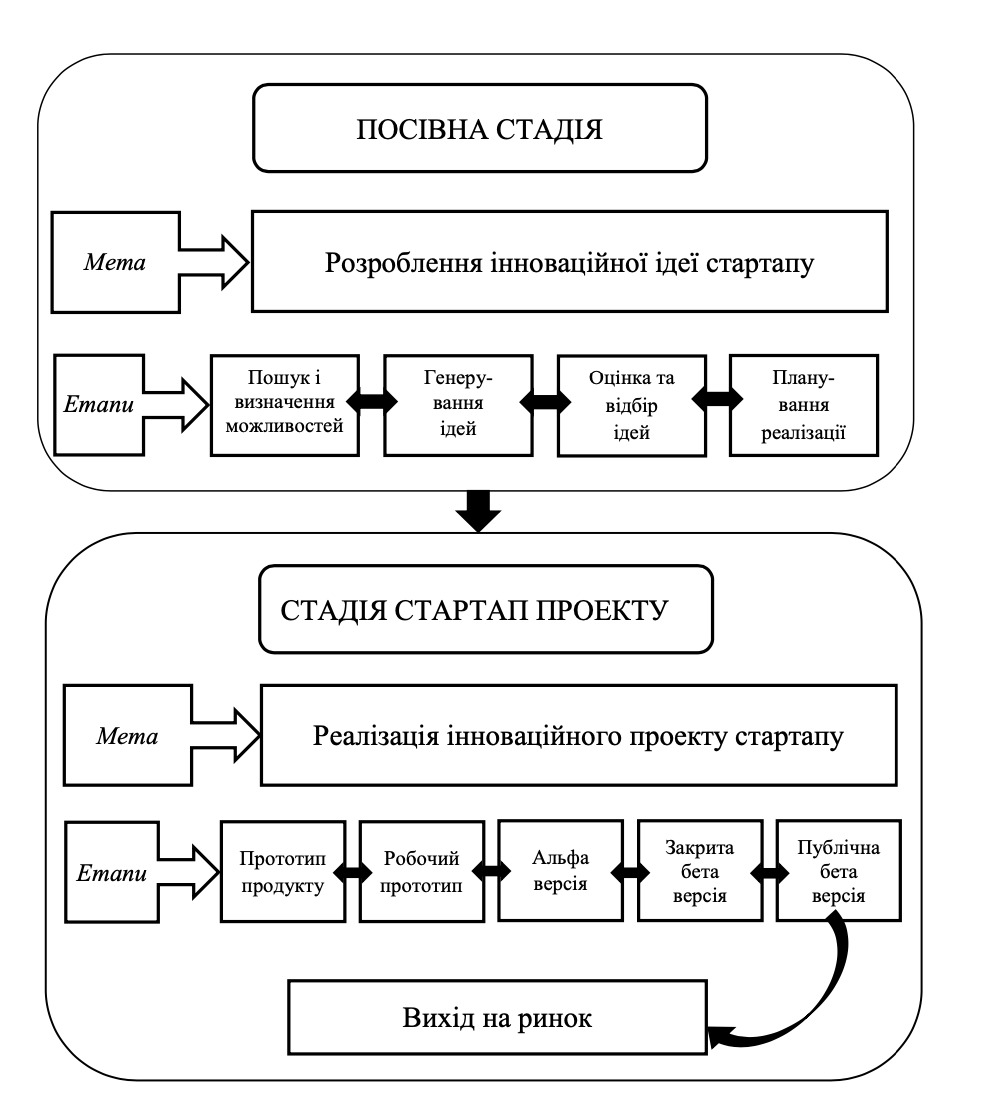 ПОСІВНА СТАДІЯ
Мета
Розроблення інноваційної ідеї стартапу
Етапи
Пошук і
визначення
можливостей
Генеру-
вання
ідей
Оцінка та
відбір
ідей
Плану-
вання
реалізації
СТАДІЯ СТАРТАП ПРОЕКТУ
Мета
Реалізація інноваційного проекту стартапу
Етапи
Прототип
продукту
Робочий
прототип
Альфа
версія
Закрита
бета
версія
Публічна
бета
версія
Вихід на ринок